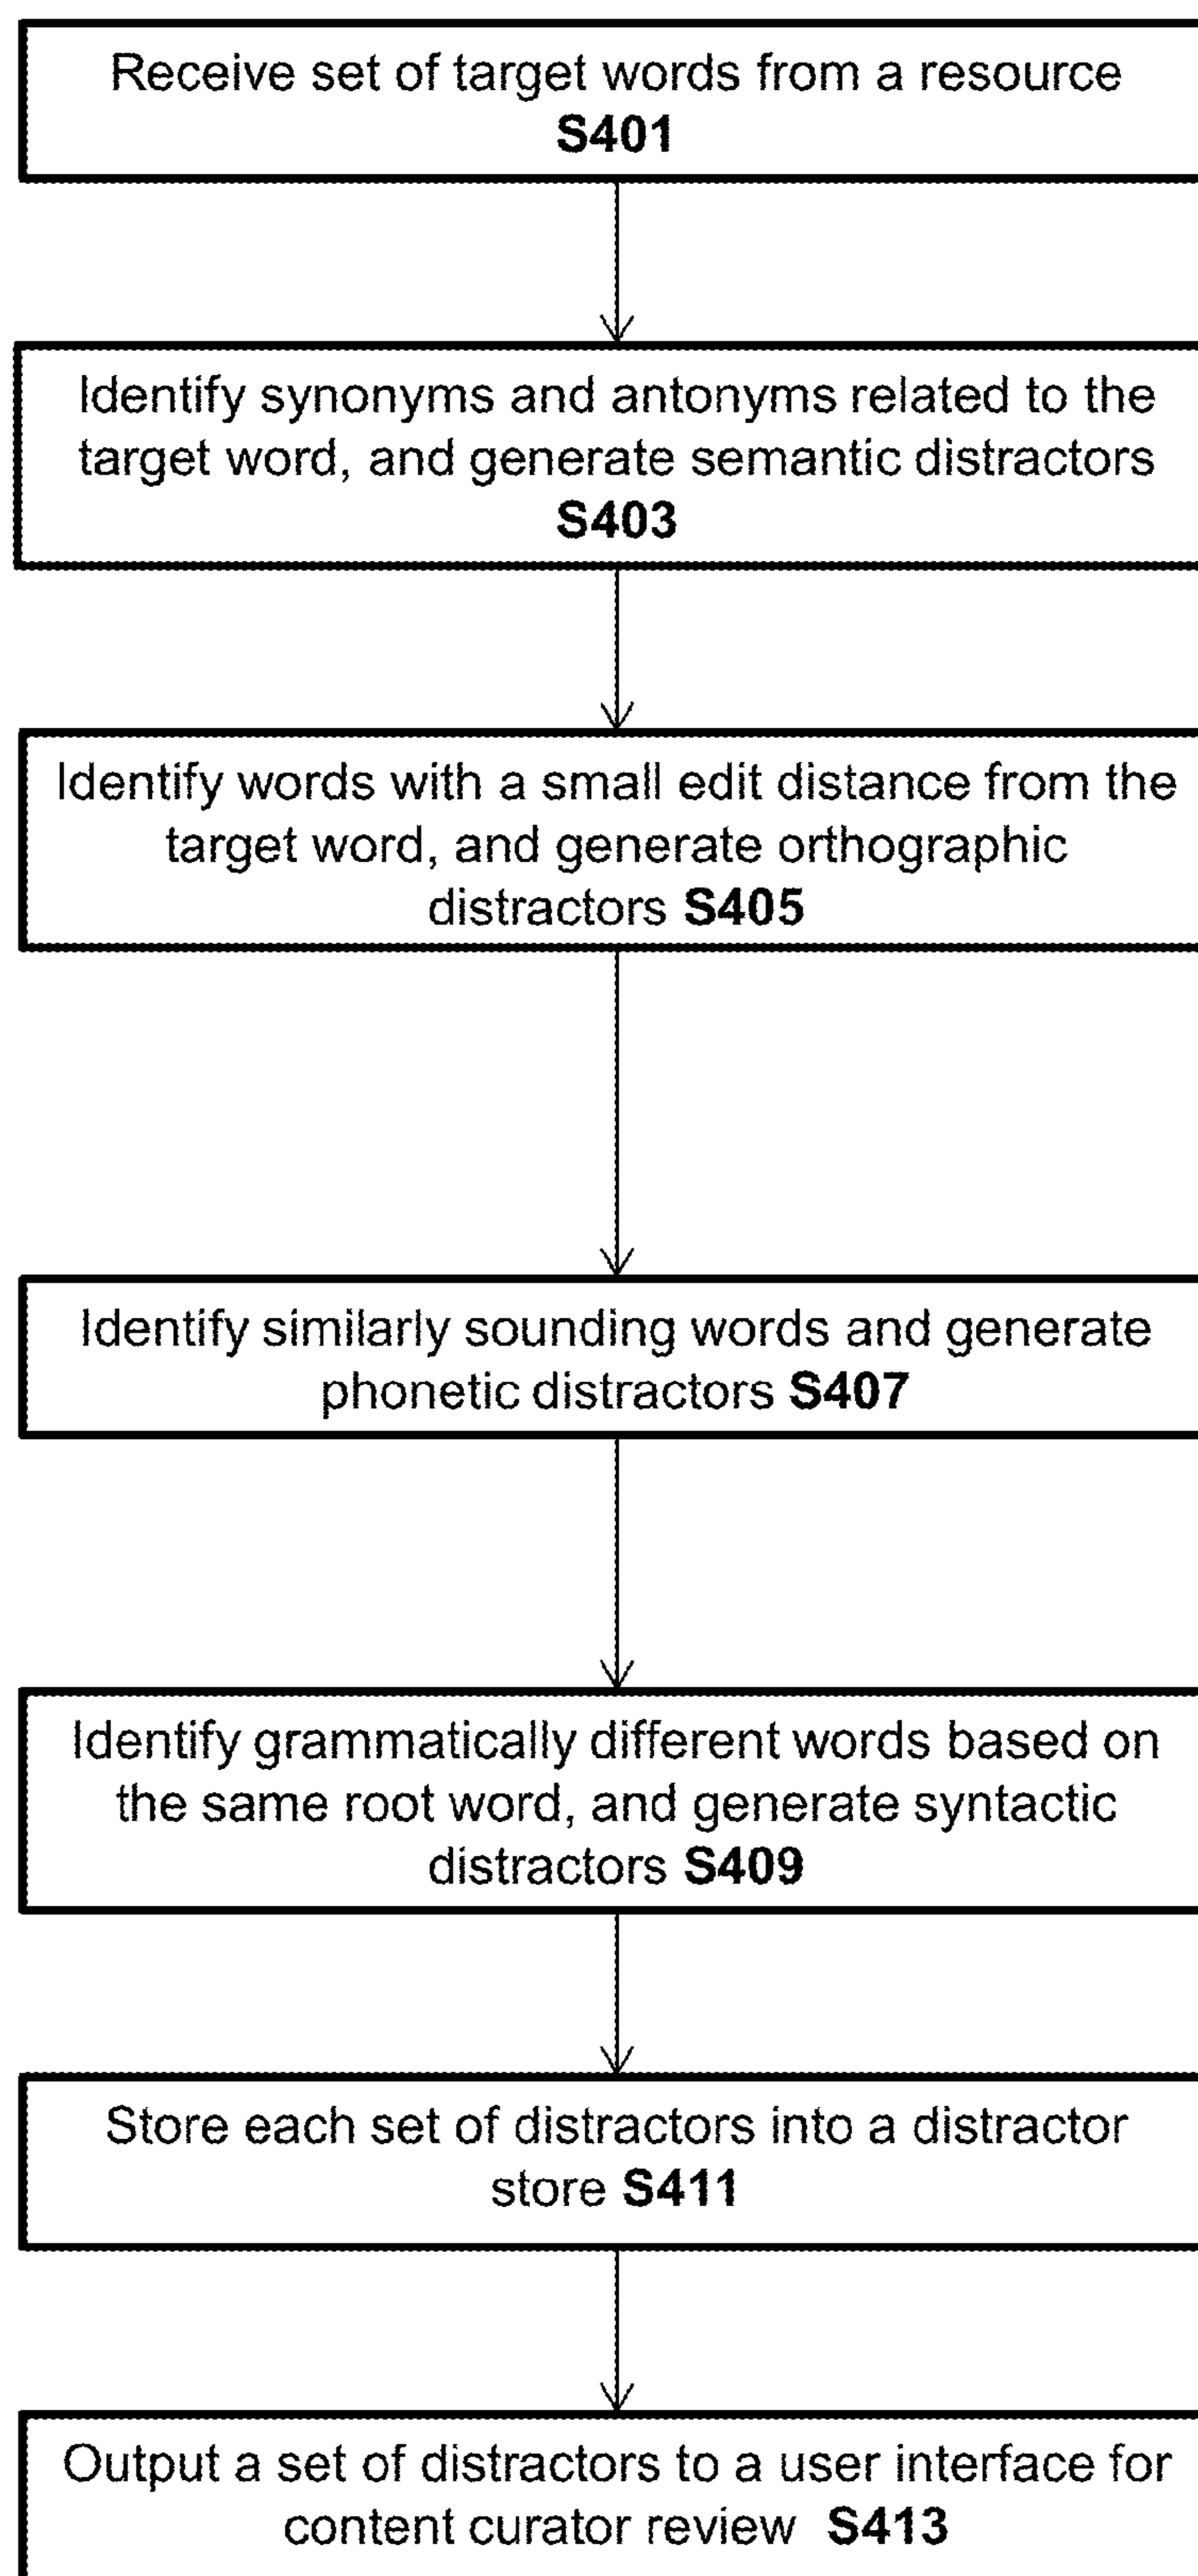 Receive set of target words from a resource
S401
Identify synonyms and antonyms related to the
target word, and generate semantic distractors
S403
Identify words with a small edit distance from the
target word, and generate orthographic
distractors S405
Identify similarly sounding words and generate
phonetic distractors S407
Identify grammatically different words based on
the same root word, and generate syntactic
distractors S409
Store each set of distractors into a distractor
store S411
Output a set of distractors to a user interface for
content curator review S413